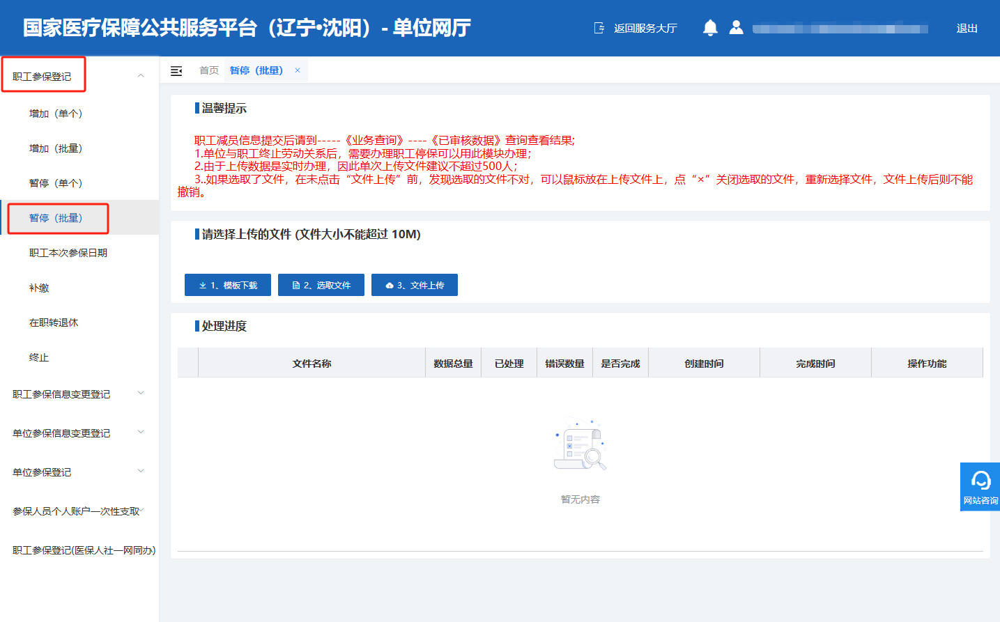 国家医疗保障公共服务平台（辽宁•沈阳）- 单位网厅
返回服务大厅
退出
职工参保登记
增加（单个）
增加（批量）
暂停（单个）
暂停（批量）
职工本次参保日期
补缴
在职转退休
终止
职工参保信息变更登记
单位参保信息变更登记
单位参保登记
参保人员个人账户一次性支取
职工参保登记(医保人社一网同办)
首页 暂停（批量） ×
温馨提示
职工减员信息提交后请到-----《业务查询》----《已审核数据》查询查看结果;
1.单位与职工终止劳动关系后，需要办理职工停保可以用此模块办理;
2.由于上传数据是实时办理，因此单次上传文件建议不超过500人;
3..如果选取了文件，在未点击“文件上传”前，发现选取的文件不对，可以鼠标放在上传文件上，点“×”关闭选取的文件，重新选择文件，文件上传后则不能
撤销。
请选择上传的文件 (文件大小不能超过 10M)
1、模板下载
2、选取文件
3、文件上传
处理进度
文件名称 数据总量 已处理 错误数量 是否完成 创建时间 完成时间 操作功能
暂无内容
网站咨询